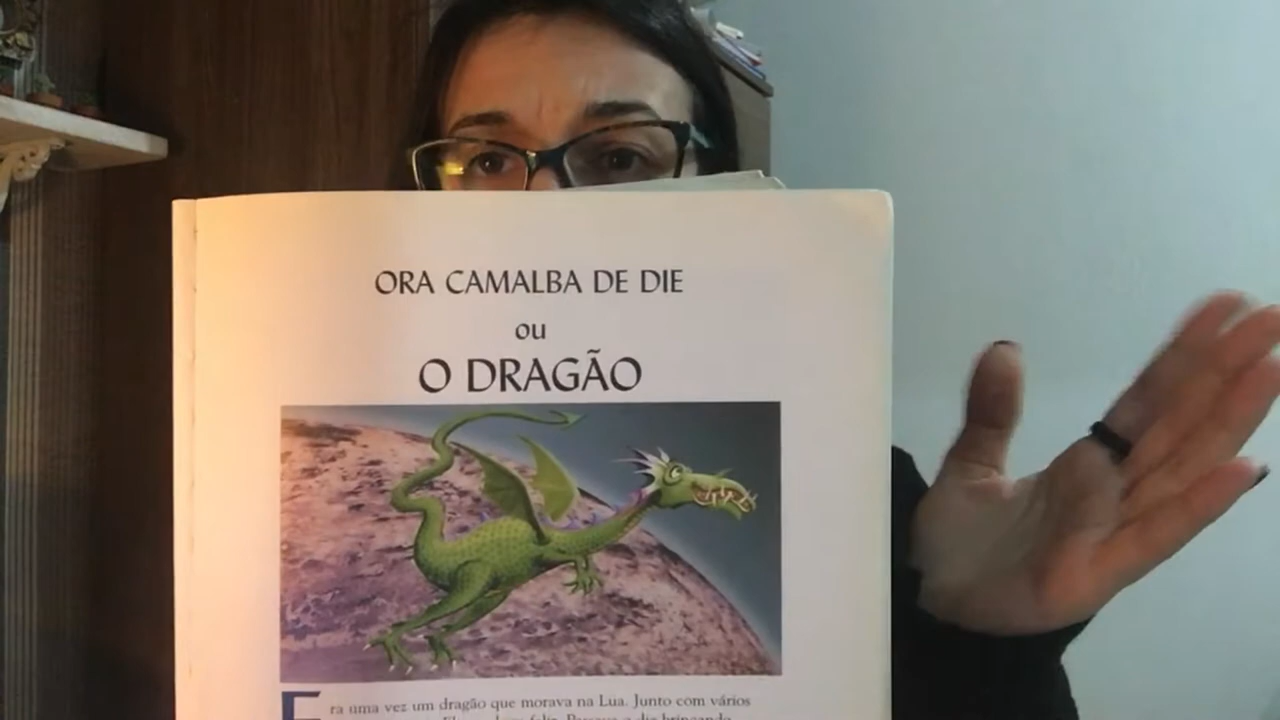 ORA CAMALBA DE DIE
ou
O DRAGÃO
Era uma vez um dragão que morava na Lua. Junto com vários